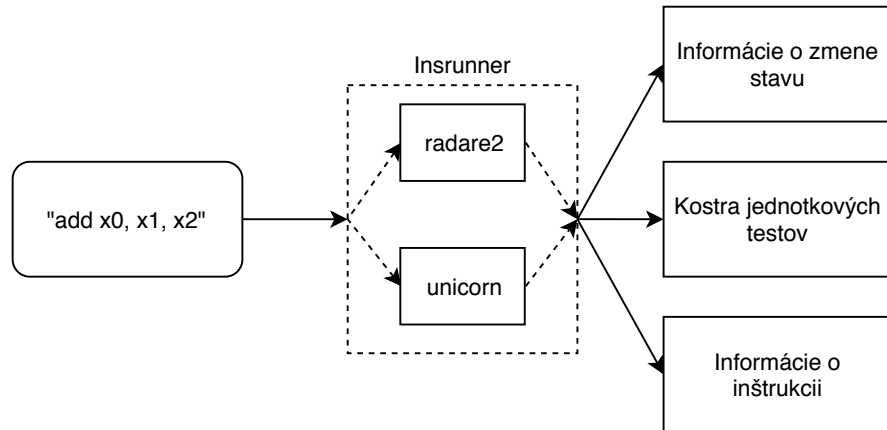 Insrunner
"add x0, x1, x2"
radare2
unicorn
Informácie o zmene
stavu
Kostra jednotkových
testov
Informácie o
inštrukcii